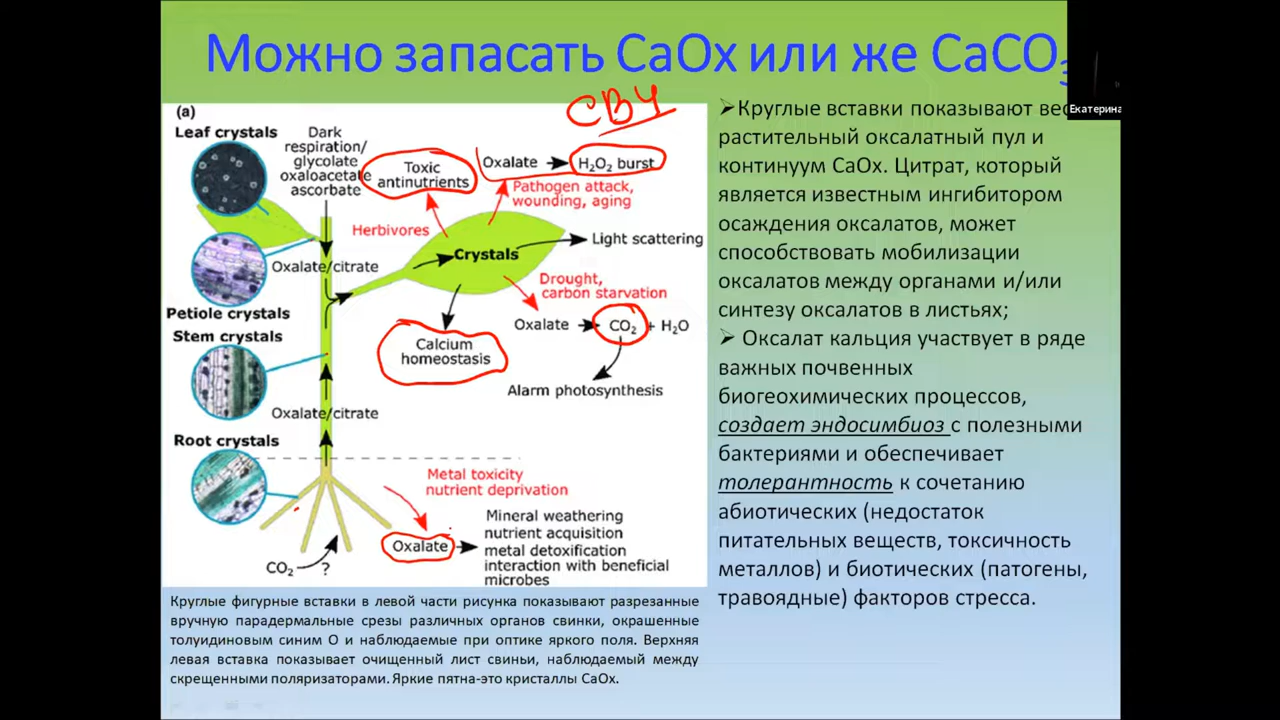 Можно запасать CaOx или же CaCO3
Екатерина
(a)
СВЧ
Leaf crystals
Dark
respiration/
glycolate
oxaloacetate
ascorbate
Toxic
antinutrients
Oxalate
H₂O₂ burst
Pathogen attack,
wounding, aging
Herbivores
Light scattering
Crystals
Oxalate/citrate
Drought,
carbon starvation
Petiole crystals
Oxalate
CO₂ + H₂O
Stem crystals
Calcium
homeostasis
Alarm photosynthesis
Oxalate/citrate
Root crystals
Metal toxicity
nutrient deprivation
Oxalate
Mineral weathering
nutrient acquisition
metal detoxification
interaction with beneficial
microbes
CO₂
?
Круглые фигурные вставки в левой части рисунка показывают разрезанные
вручную парадермальные срезы различных органов свинки, окрашенные
толуидиновым синим О и наблюдаемые при оптике яркого поля. Верхняя
левая вставка показывает очищенный лист свиньи, наблюдаемый между
скрещенными поляризаторами. Яркие пятна-это кристаллы CaOx.
➢Круглые вставки показывают вес
растительный оксалатный пул и
континуум CaOx. Цитрат, который
является известным ингибитором
осаждения оксалатов, может
способствовать мобилизации
оксалатов между органами и/или
синтезу оксалатов в листьях;
➢ Оксалат кальция участвует в ряде
важных почвенных
биогеохимических процессов,
создает эндосимбиоз с полезными
бактериями и обеспечивает
толерантность к сочетанию
абиотических (недостаток
питательных веществ, токсичность
металлов) и биотических (патогены,
травоядные) факторов стресса.